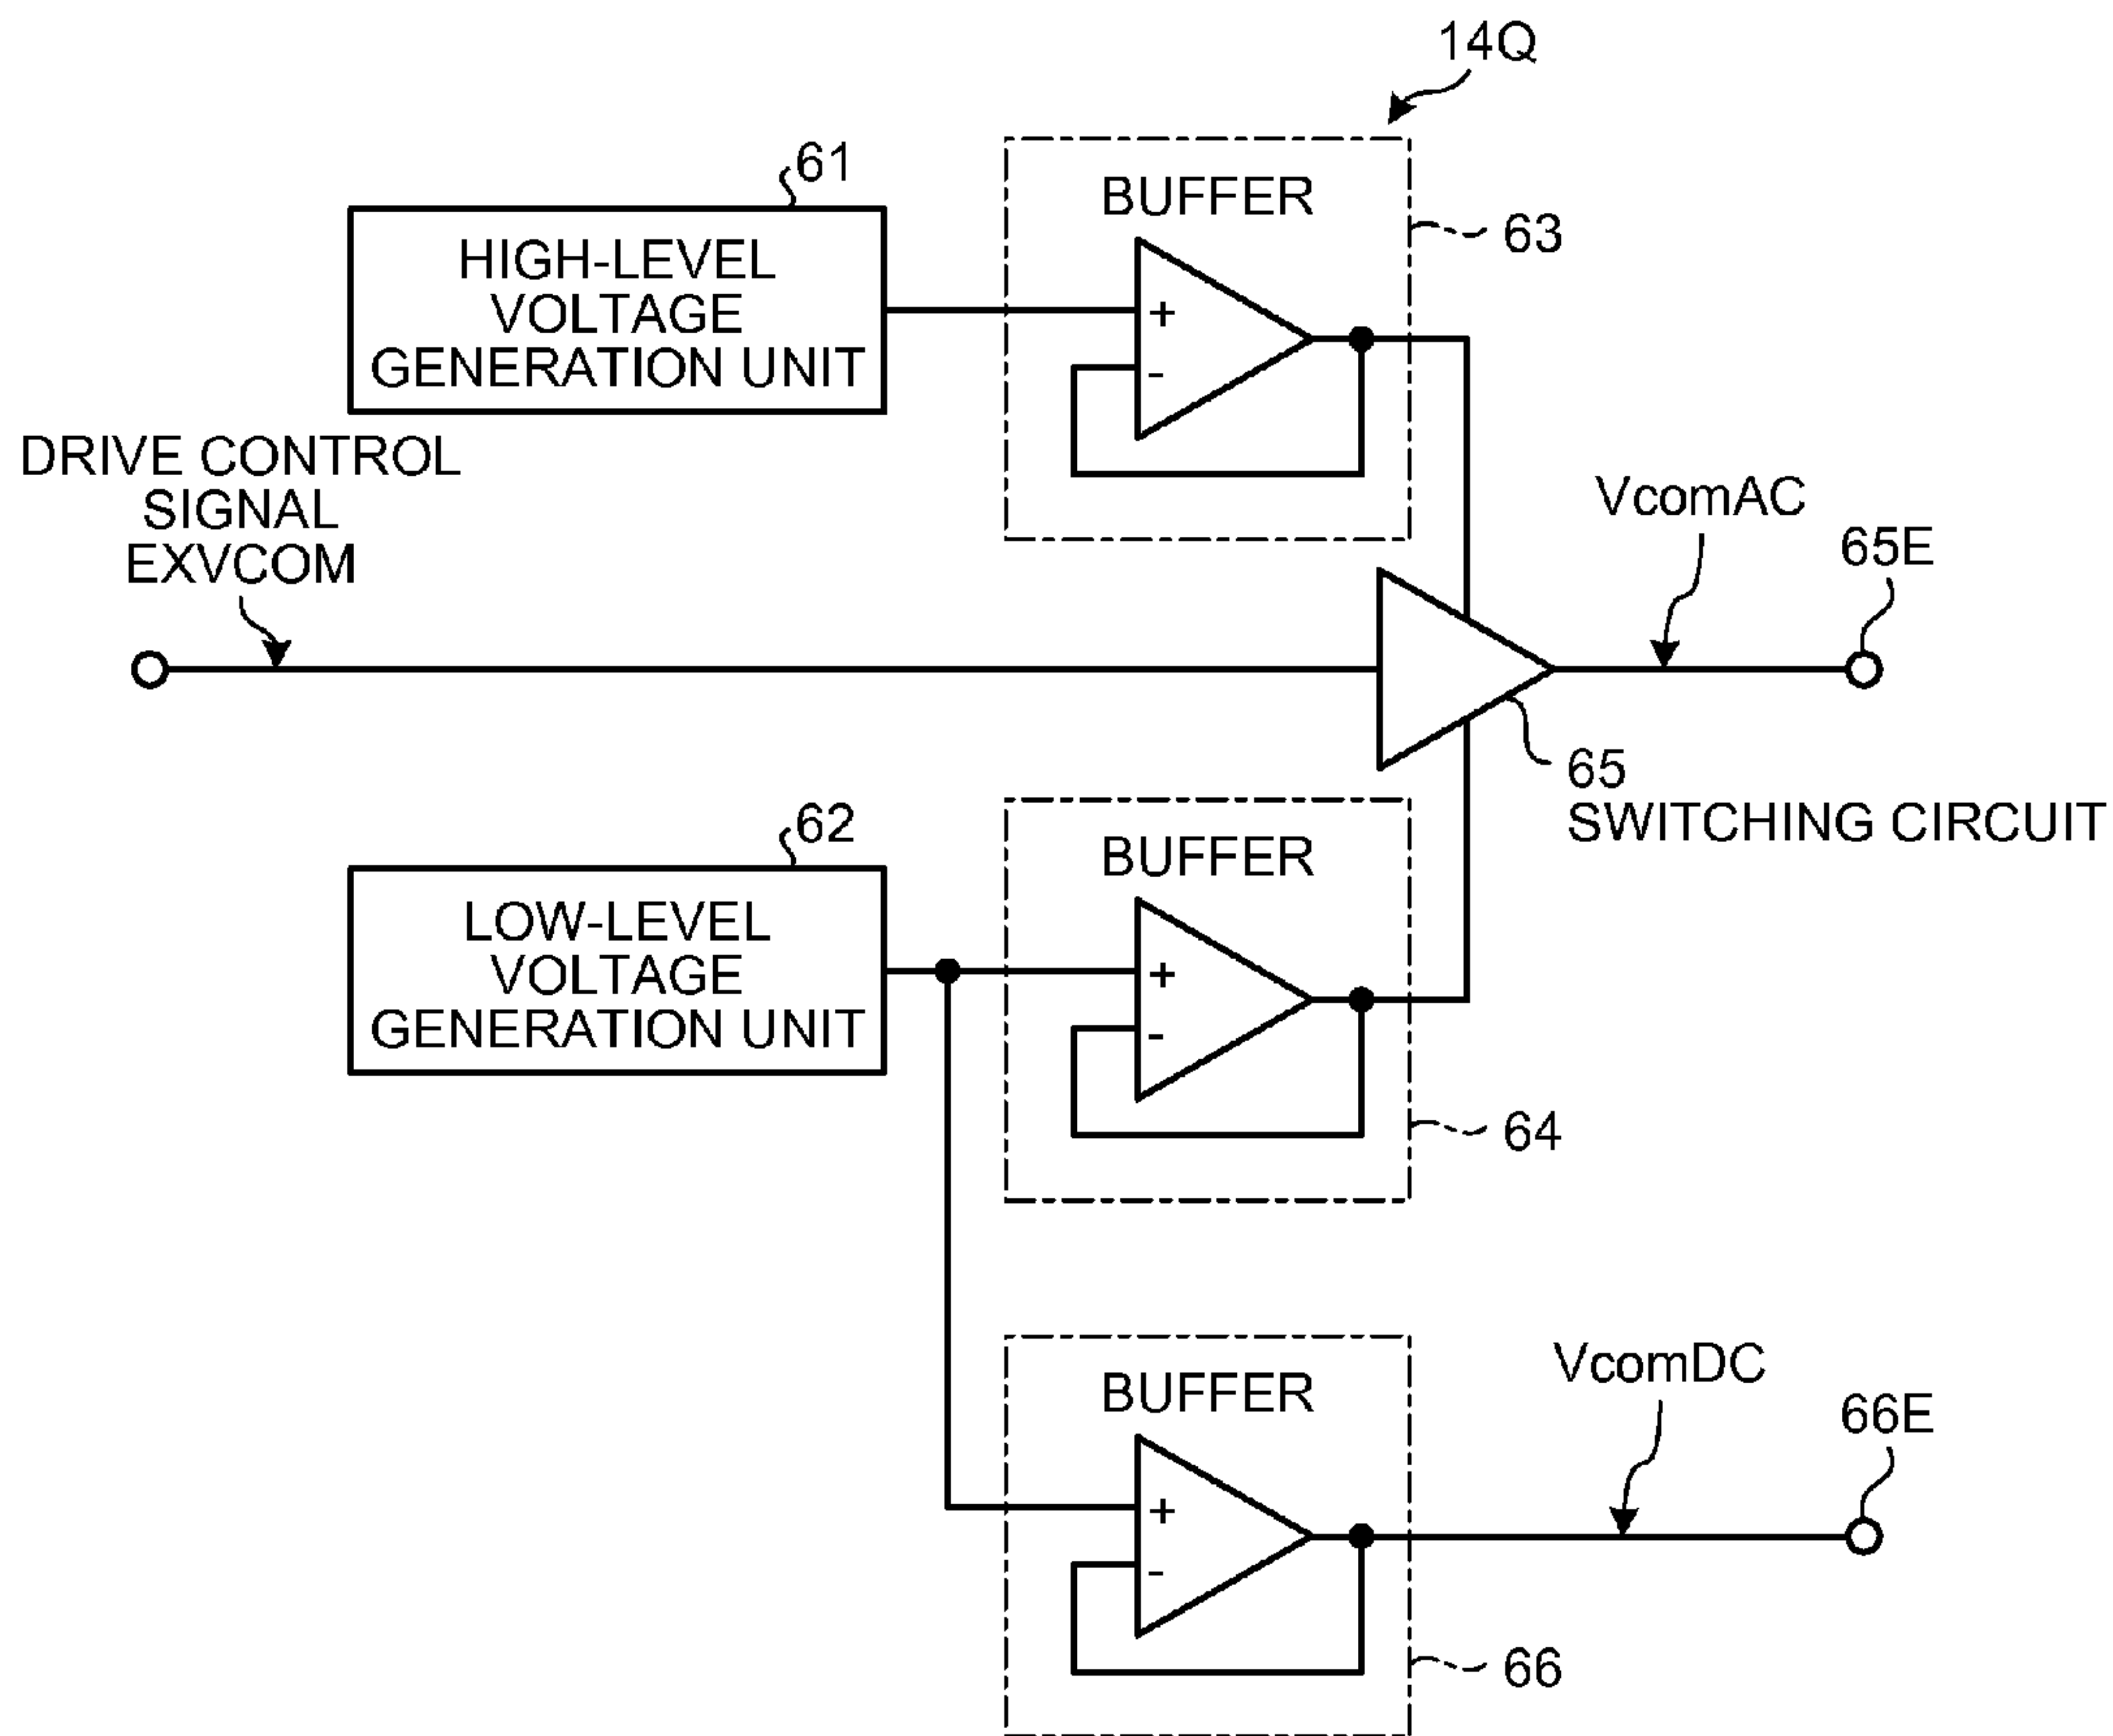 14Q
61
BUFFER
63
HIGH-LEVEL
VOLTAGE
GENERATION UNIT
+
-
DRIVE CONTROL
SIGNAL
EXVCOM
VcomAC
65E
65
SWITCHING CIRCUIT
62
BUFFER
LOW-LEVEL
VOLTAGE
GENERATION UNIT
+
-
64
BUFFER
VcomDC
66E
+
-
66